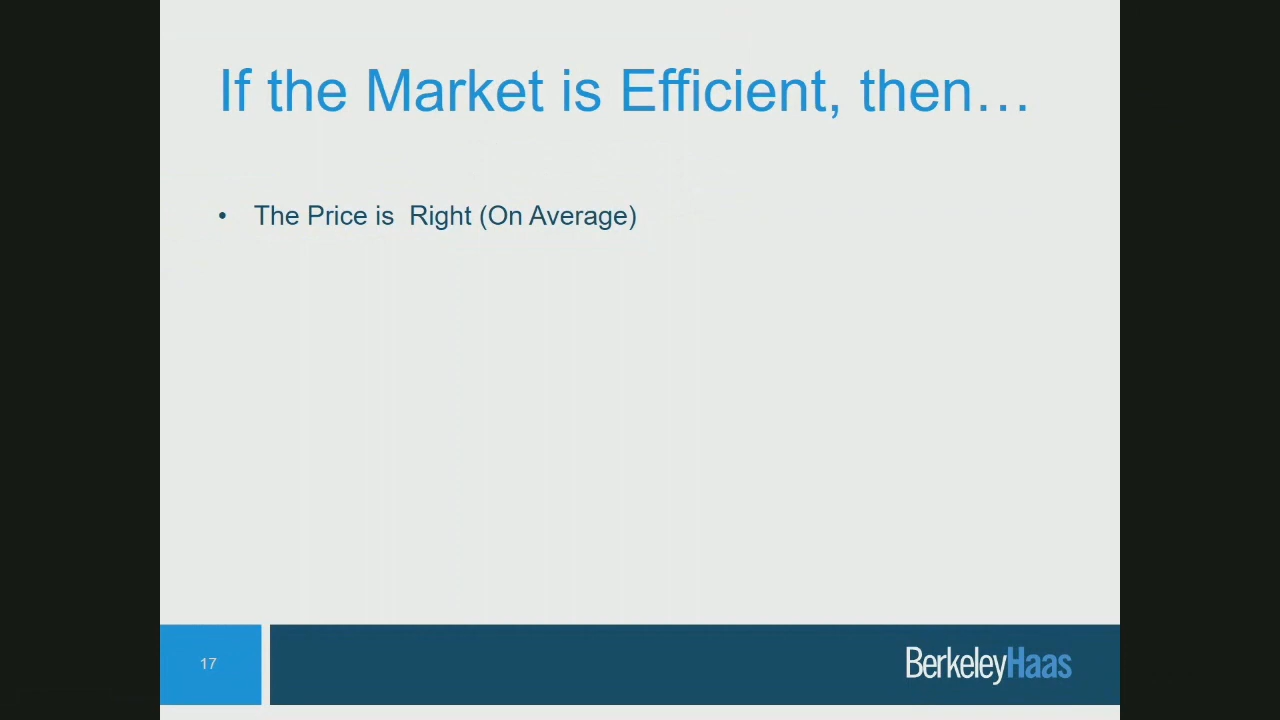 If the Market is Efficient, then…
• The Price is  Right (On Average)
17
BerkeleyHaas